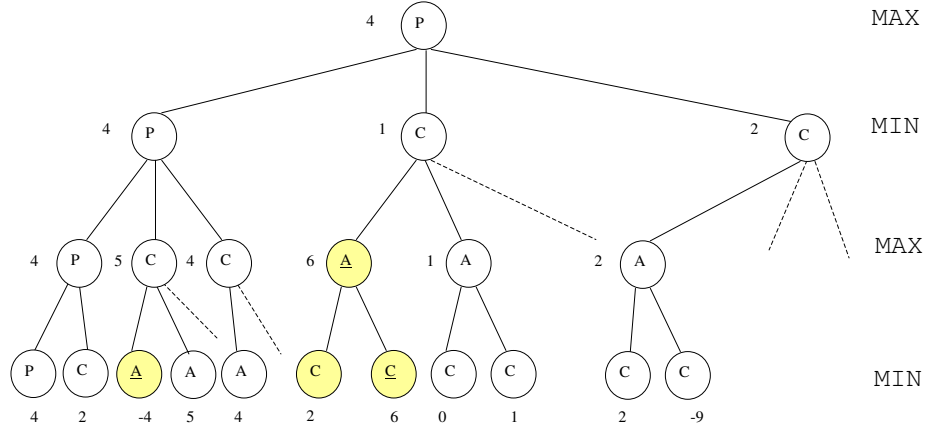 4 P MAX
4 P 1 C 2 C MIN
4 P 5 C 4 C 6 A 1 A 2 A MAX
P C A A A C C C C C C MIN
4 2 -4 5 4 2 6 0 1 2 -9